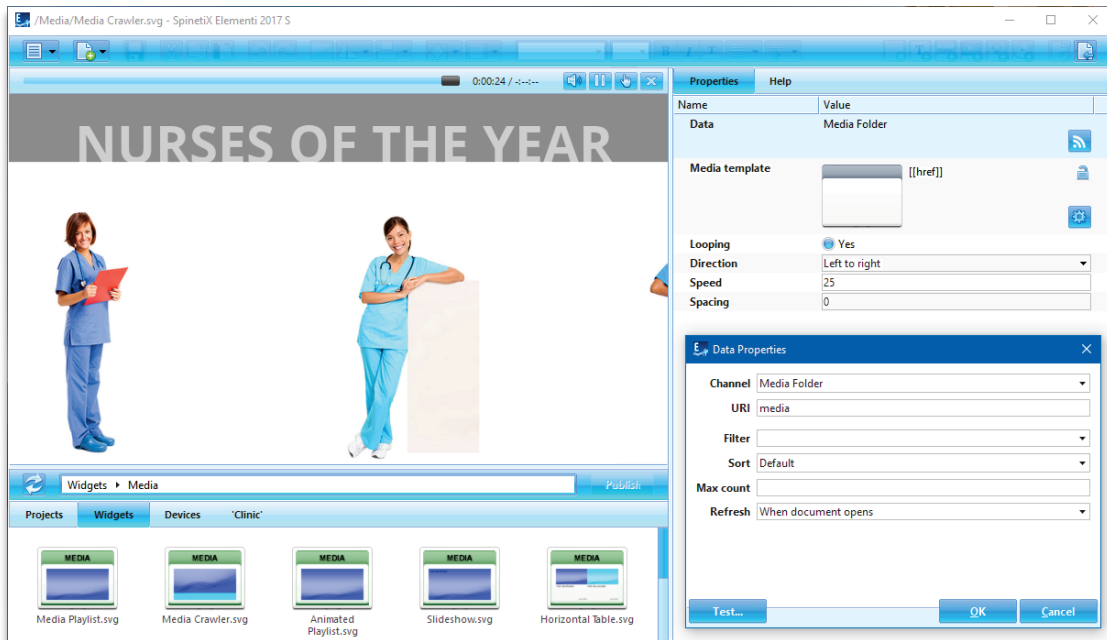 /Media/Media Crawler.svg - SpinetiX Elementi 2017 S
0:00:24 / -:--:--
NURSES OF THE YEAR
Properties Help
Name Value
Data Media Folder
Media template [[href]]
Looping Yes
Direction Left to right
Speed 25
Spacing 0
Widgets Media Publish
Projects Widgets Devices 'Clinic'
MEDIA MEDIA MEDIA MEDIA MEDIA
Media Playlist.svg Media Crawler.svg Animated Playlist.svg Slideshow.svg Horizontal Table.svg
Data Properties
Channel Media Folder
URI media
Filter
Sort Default
Max count
Refresh When document opens
Test... OK Cancel